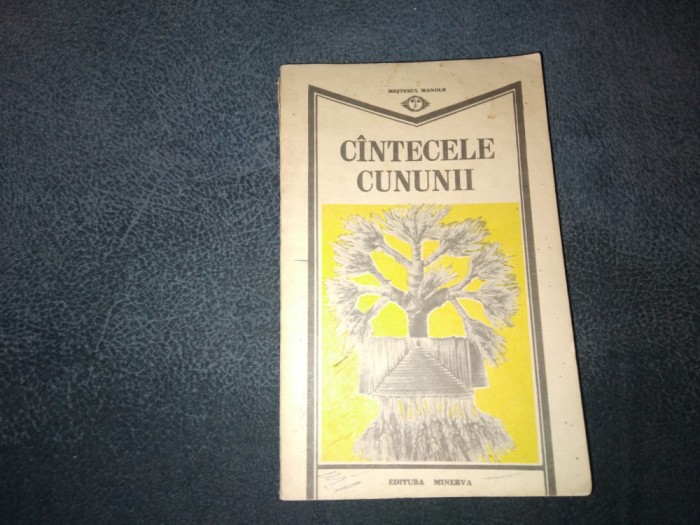 MEȘTERUL MANOLE
CÎNTECELE
CUNUNII
EDITURA MINERVA